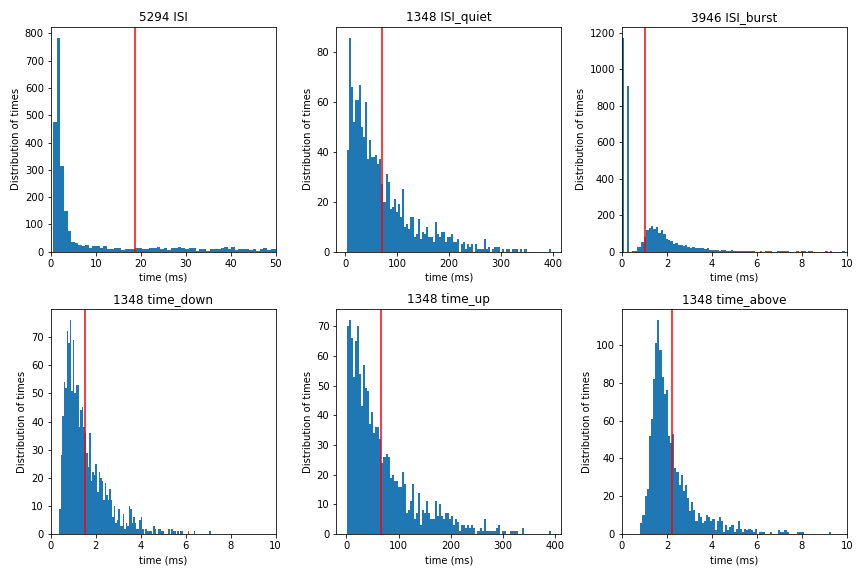 5294 ISI
Distribution of times
800
700
600
500
400
300
200
100
0
0 10 20 30 40 50
time (ms)
1348 ISI_quiet
Distribution of times
80
60
40
20
0
0 100 200 300 400
time (ms)
3946 ISI_burst
Distribution of times
1200
1000
800
600
400
200
0
0 2 4 6 8 10
time (ms)
1348 time_down
Distribution of times
70
60
50
40
30
20
10
0
0 2 4 6 8 10
time (ms)
1348 time_up
Distribution of times
70
60
50
40
30
20
10
0
0 100 200 300 400
time (ms)
1348 time_above
Distribution of times
100
80
60
40
20
0
0 2 4 6 8 10
time (ms)